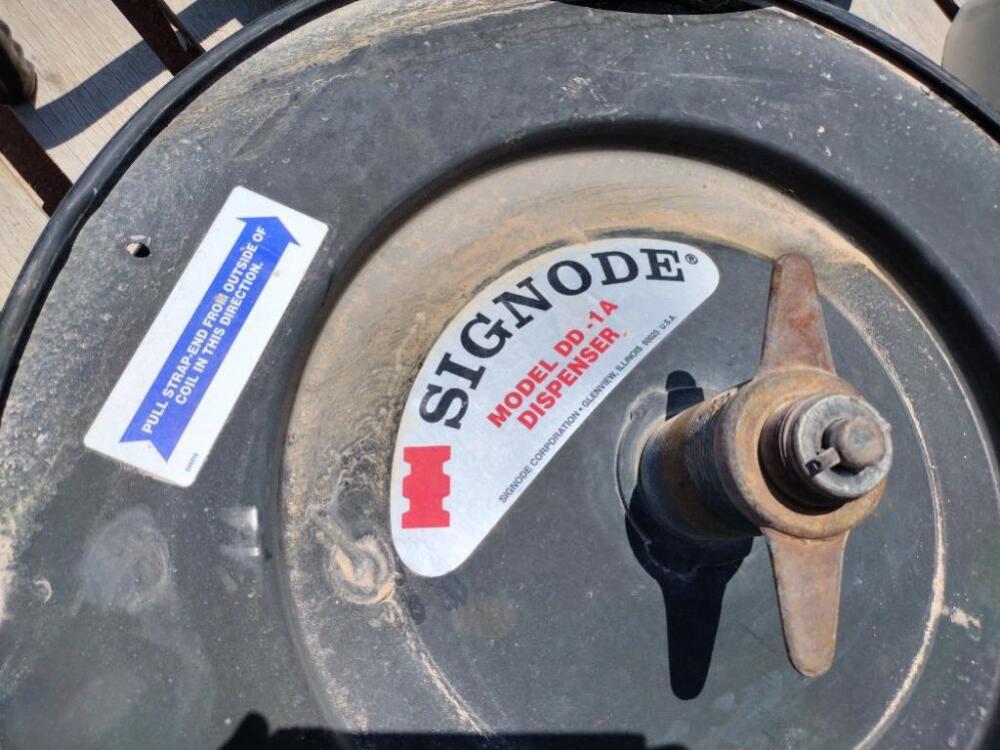 PULL STRAP-END FROM OUTSIDE OF
COIL IN THIS DIRECTION.
SIGNODE®
MODEL DD-1A
DISPENSER
SIGNODE CORPORATION • GLENVIEW, ILLINOIS 60025 U.S.A.